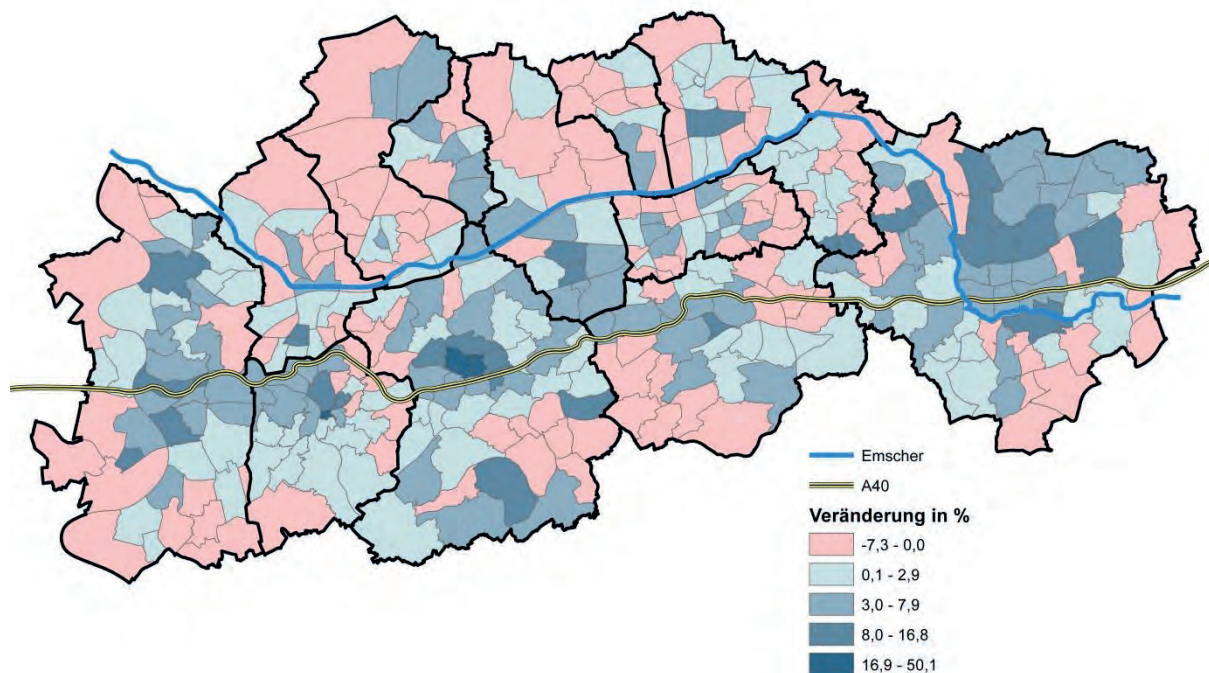 Emscher
A40
Veränderung in %
-7,3 - 0,0
0,1 - 2,9
3,0 - 7,9
8,0 - 16,8
16,9 - 50,1